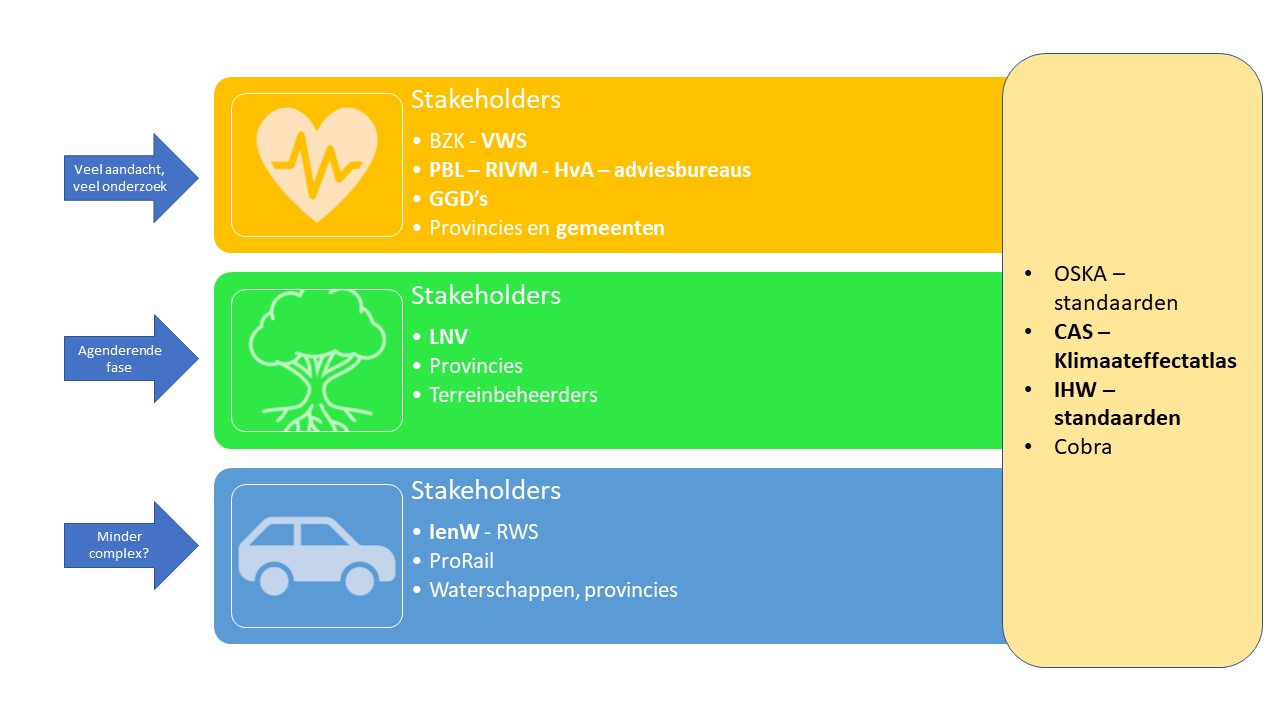 Veel aandacht,
veel onderzoek
Stakeholders
• BZK - VWS
• PBL – RIVM - HvA – adviesbureaus
• GGD’s
• Provincies en gemeenten
Agenderende
fase
Stakeholders
• LNV
• Provincies
• Terreinbeheerders
Minder
complex?
Stakeholders
• IenW - RWS
• ProRail
• Waterschappen, provincies
• OSKA –
standaarden
• CAS –
Klimaateffectatlas
• IHW –
standaarden
• Cobra